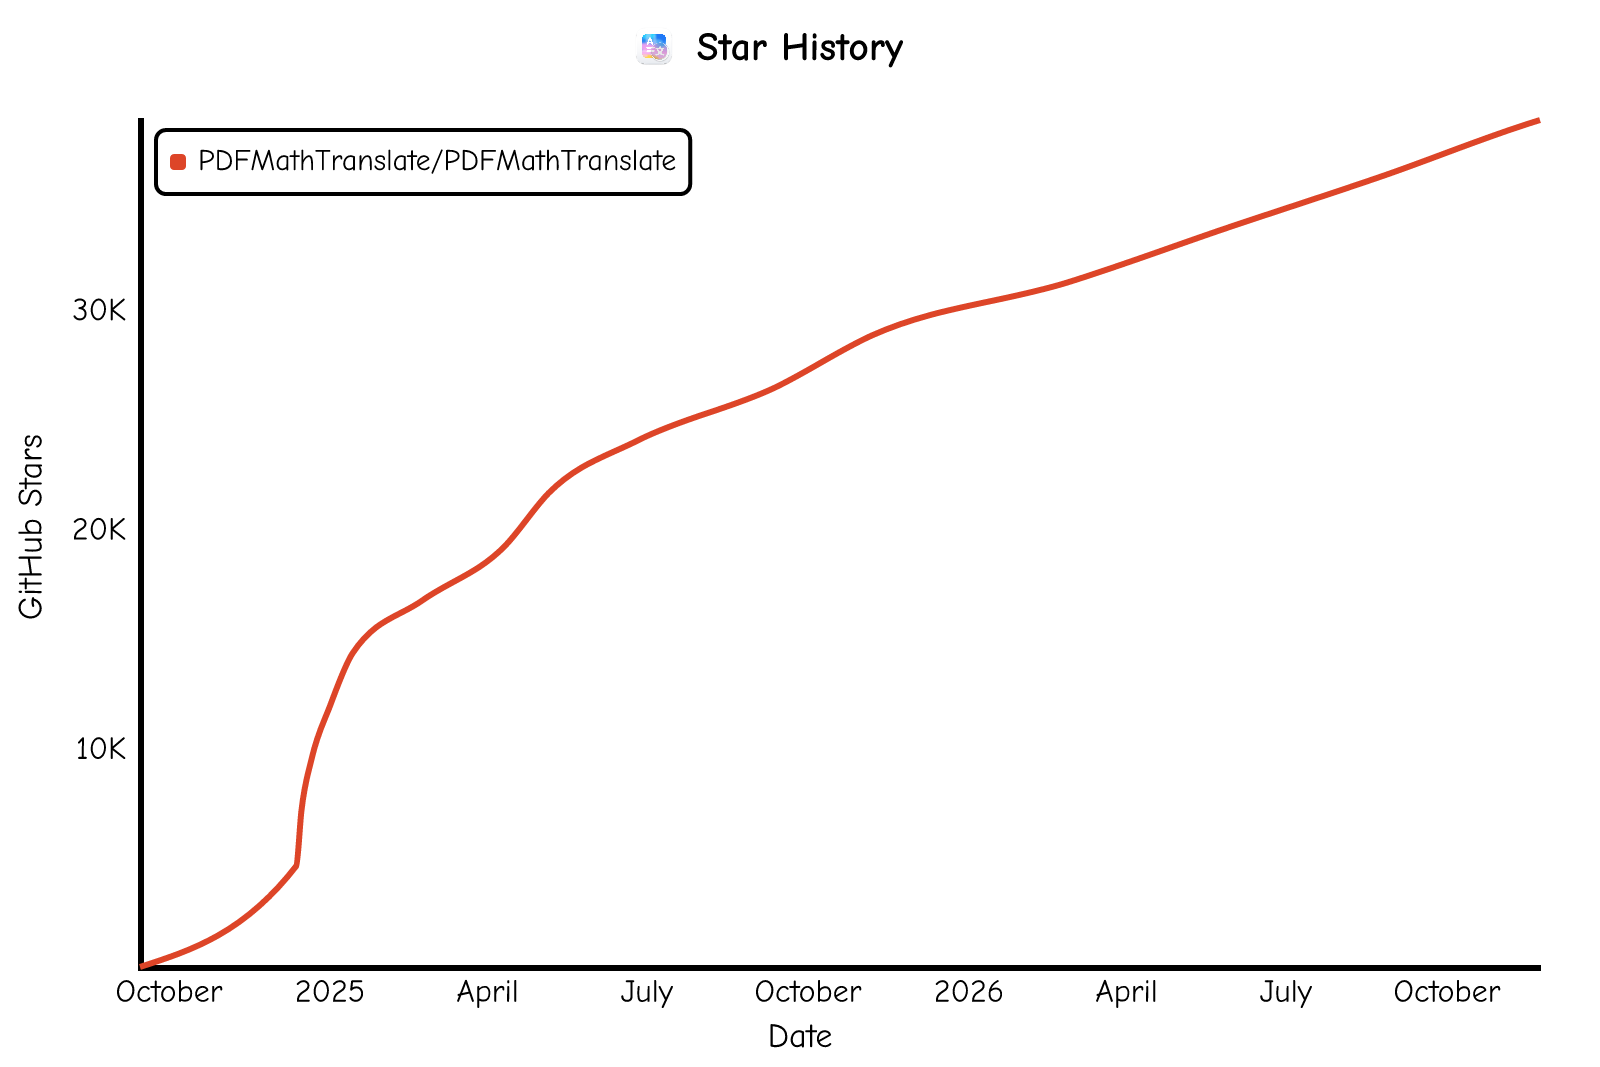 Star History
PDFMathTranslate/PDFMathTranslate
30K
20K
10K
GitHub Stars
October 2025 April July October 2026 April July October
Date